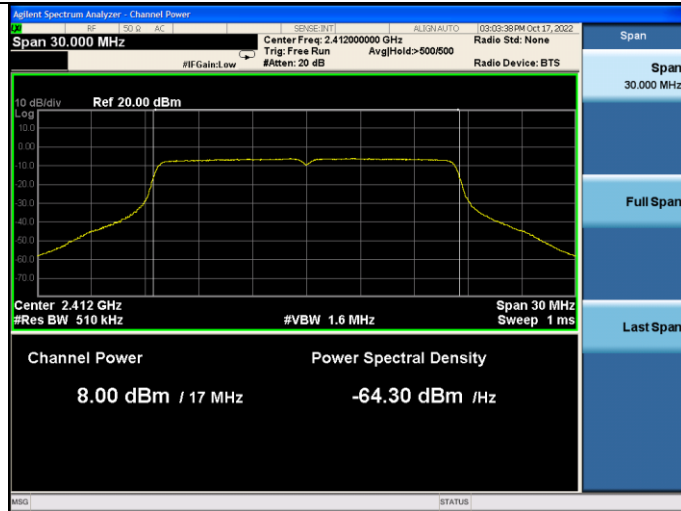 Agilent Spectrum Analyzer - Channel Power
RF 50 Ω AC SENSE:INT ALIGN AUTO 03:03:38 PM Oct 17, 2022
Span 30.000 MHz Center Freq: 2.412000000 GHz Radio Std: None
Trig: Free Run Avg|Hold:>500/500
#IFGain:Low #Atten: 20 dB Radio Device: BTS
10 dB/div Ref 20.00 dBm
Log
10.0
0.00
-10.0
-20.0
-30.0
-40.0
-50.0
-60.0
-70.0
Center 2.412 GHz Span 30 MHz
#Res BW 510 kHz #VBW 1.6 MHz Sweep 1 ms
Channel Power Power Spectral Density
8.00 dBm / 17 MHz -64.30 dBm /Hz
MSG STATUS
Span
Span
30.000 MHz
Full Span
Last Span